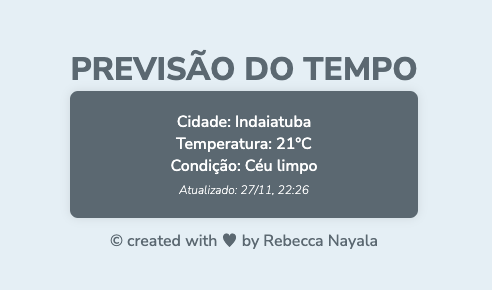 PREVISÃO DO TEMPO
Cidade: Indaiatuba
Temperatura: 21°C
Condição: Céu limpo
Atualizado: 27/11, 22:26
© created with ♥ by Rebecca Nayala